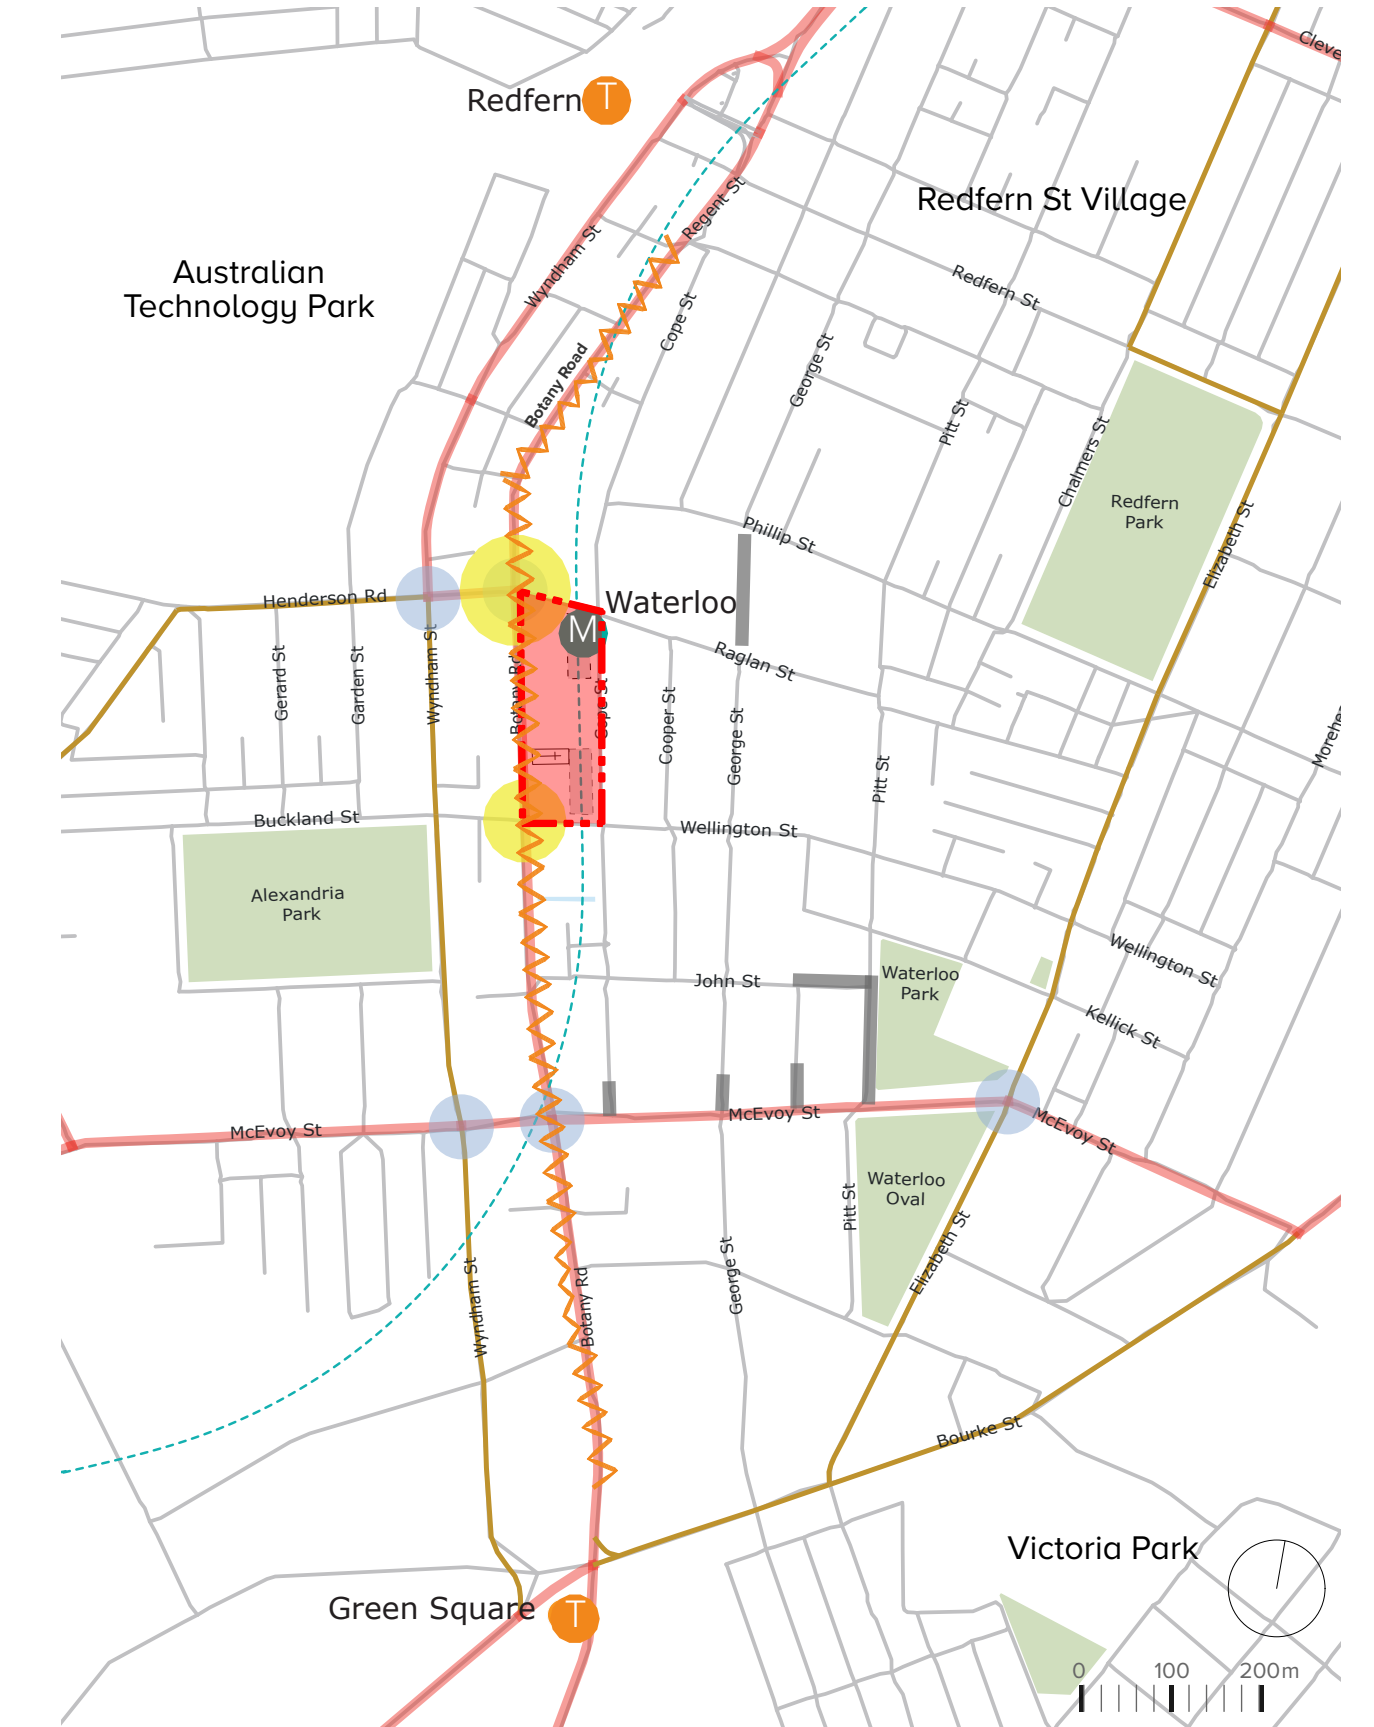 Cleve
Redfern T
Redfern St Village
Regent St
Wyndham St
Australian
Technology Park
Redfern St
Cope St
George St
Botany Road
Pitt St
Chalmers St
Redfern
Park
Elizabeth St
Phillip St
Henderson Rd
Waterloo
M
Raglan St
Gerard St
Garden St
Wyndham St
Botany Rd
Cope St
Cooper St
George St
Pitt St
Morehe
Buckland St
Wellington St
Alexandria
Park
Wellington St
John St
Waterloo
Park
Kellick St
McEvoy St
McEvoy St
McEvoy St
Waterloo
Oval
Pitt St
Elizabeth St
George St
Wyndham St
Botany Rd
Bourke St
Victoria Park
Green Square T
0 100 200m